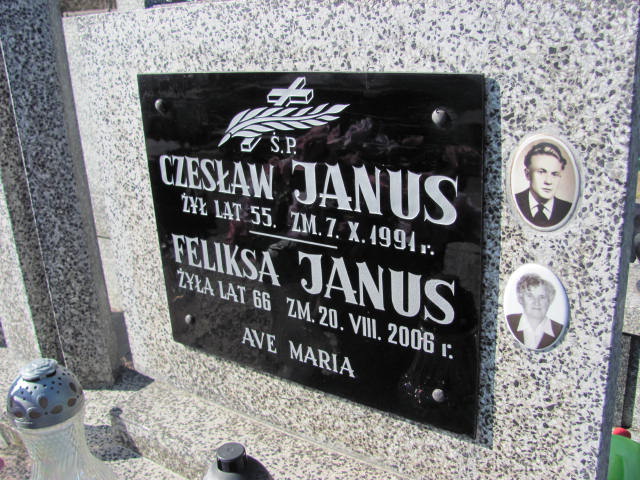 Ś.P.
CZESŁAW JANUS
ŻYŁ LAT 55. ZM. 7. X. 1991 r.
FELIKSA JANUS
ŻYŁA LAT 66 ZM. 20. VIII. 2006 r.
AVE MARIA